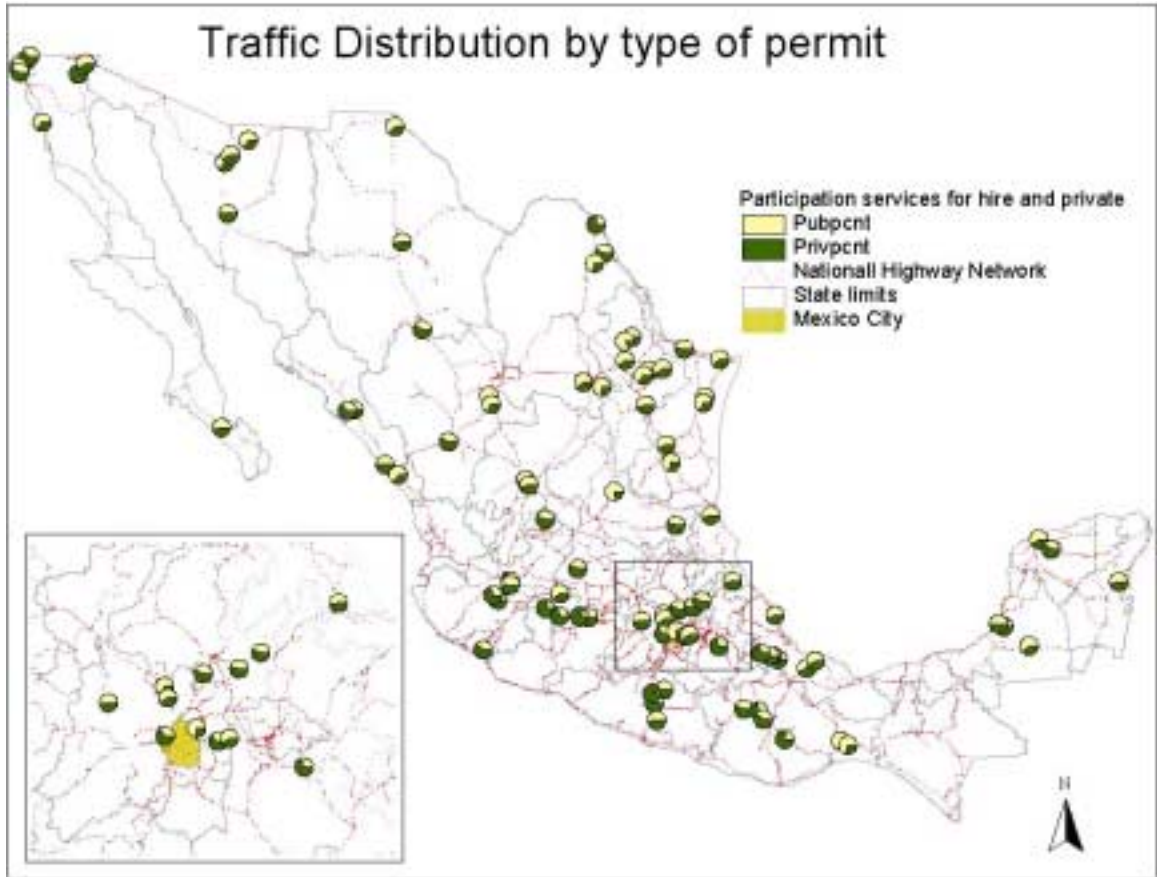 Traffic Distribution by type of permit
Participation services for hire and private
Pubpcnt
Privpcnt
Nationall Highway Network
State limits
Mexico City
N